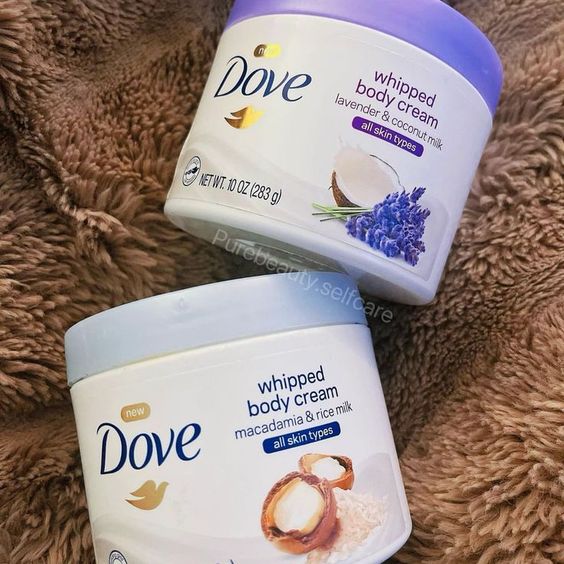 new
Dove
whipped
body cream
lavender & coconut milk
all skin types
NET WT. 10 OZ (283 g)
Purebeauty.selfcare
new
Dove
whipped
body cream
macadamia & rice milk
all skin types